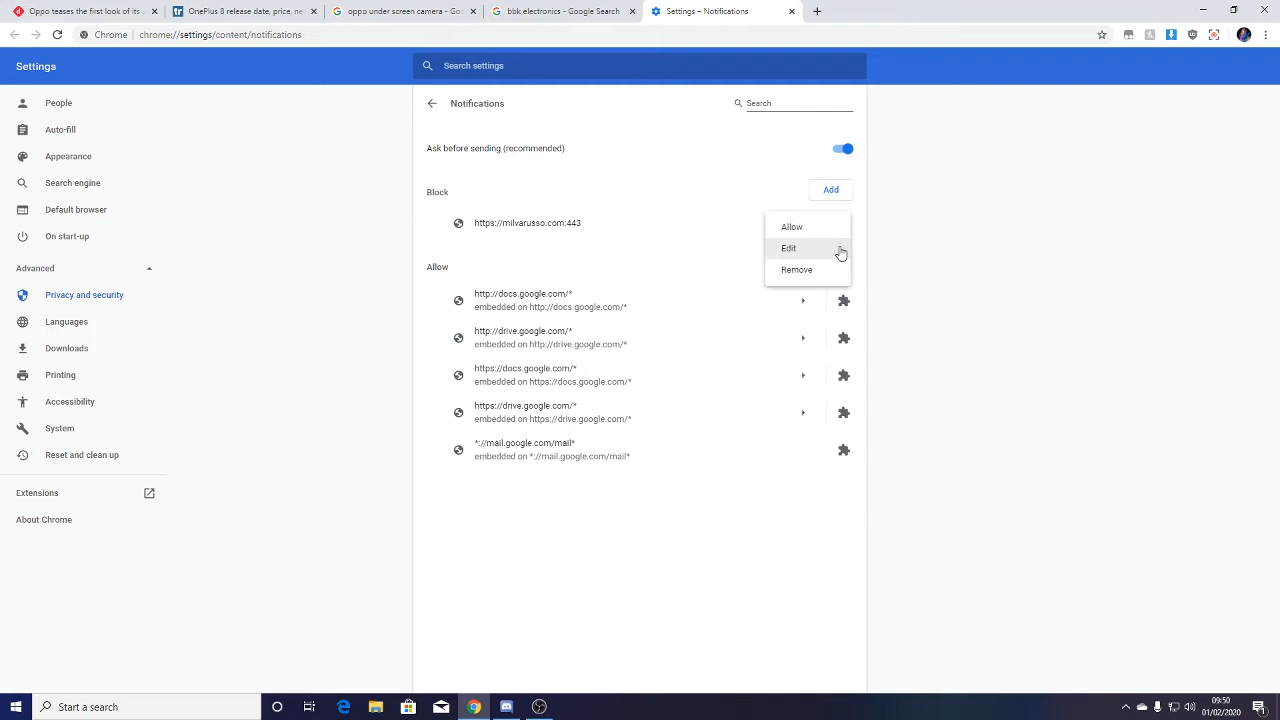 Oppo teases the first look of its
OnePlus 8 release date, price, ne
oppo under screen camera - Go
bbk electronics - Google Search
Settings – Notifications
Chrome | chrome://settings/content/notifications
Settings
Search settings
People
Auto-fill
Appearance
Search engine
Default browser
On start-up
Advanced
Privacy and security
Languages
Downloads
Printing
Accessibility
System
Reset and clean up
Extensions
About Chrome
Notifications
Search
Ask before sending (recommended)
Block
Add
https://milvarusso.com:443
Allow
Edit
Remove
Allow
http://docs.google.com/*
embedded on http://docs.google.com/*
http://drive.google.com/*
embedded on http://drive.google.com/*
https://docs.google.com/*
embedded on https://docs.google.com/*
https://drive.google.com/*
embedded on https://drive.google.com/*
*://mail.google.com/mail*
embedded on *://mail.google.com/mail*
Start a search
09:50
01/02/2020